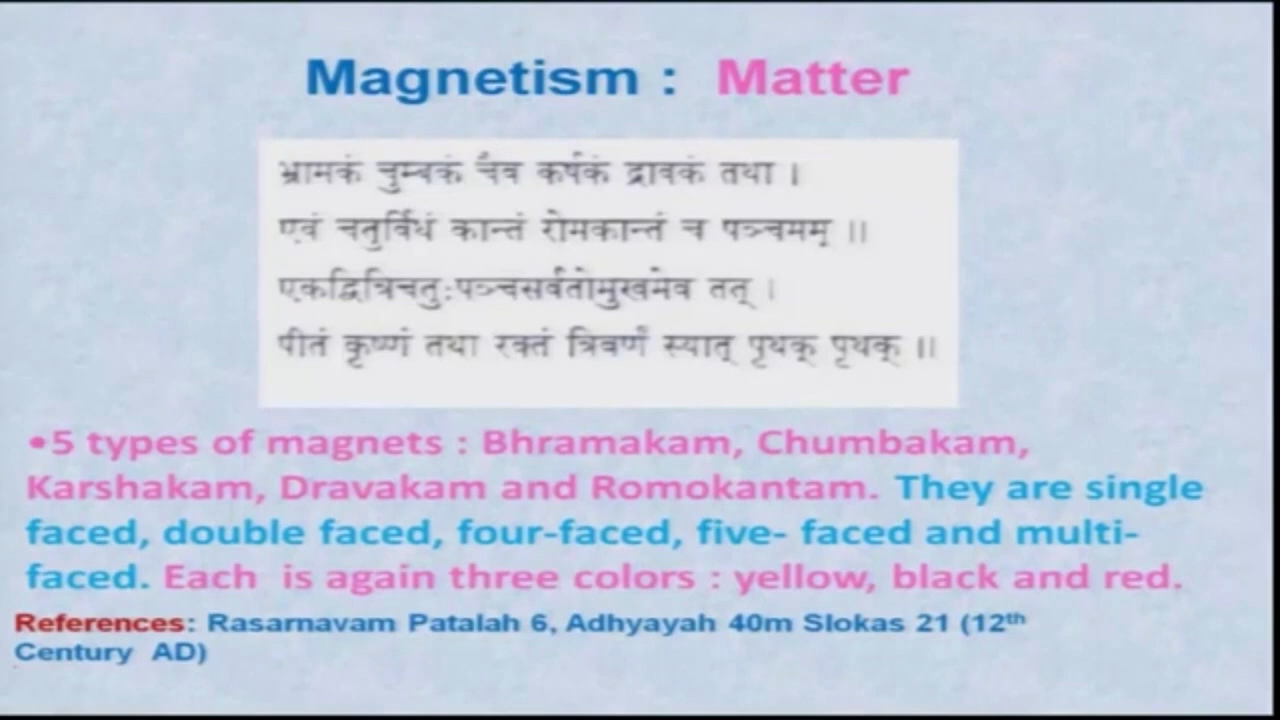 Magnetism : Matter
भ्रामकं चुम्बकं चैव कर्षकं द्रावकं तथा ।
एवं चतुर्विधं कान्तं रोमकान्तं च पञ्चमम् ॥
एकद्वित्रिचतुःपञ्चसर्वतोमुखमेव तत् ।
पीतं कृष्णं तथा रक्तं त्रिवर्णं स्यात् पृथक् पृथक् ॥
•5 types of magnets : Bhramakam, Chumbakam,
Karshakam, Dravakam and Romokantam. They are single
faced, double faced, four-faced, five- faced and multi-
faced. Each is again three colors : yellow, black and red.
References: Rasarnavam Patalah 6, Adhyayah 40m Slokas 21 (12th
Century AD)